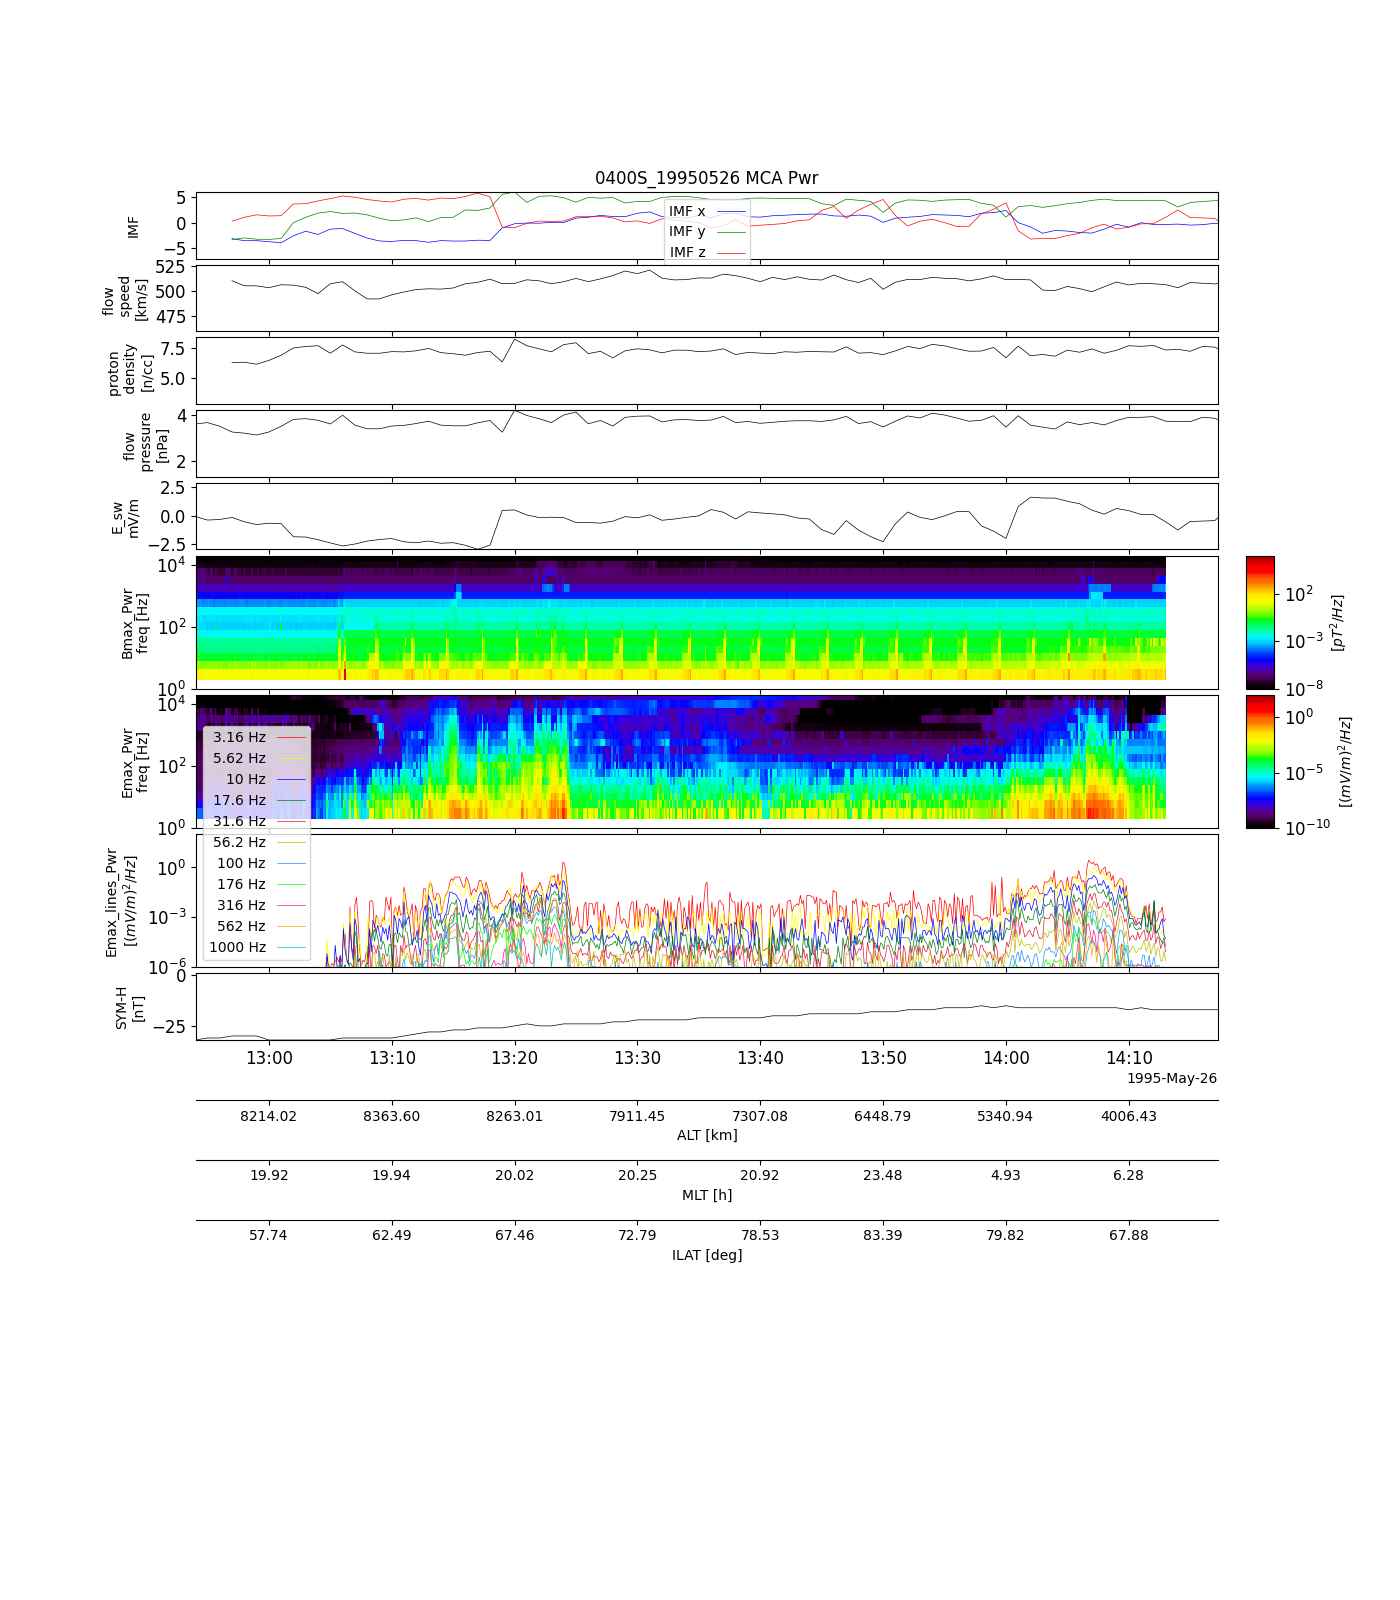 0400S_19950526 MCA Pwr
5
0
−5
IMF
IMF x
IMF y
IMF z
525
500
475
flow
speed
[km/s]
7.5
5.0
proton
density
[n/cc]
4
2
flow
pressure
[nPa]
2.5
0.0
−2.5
E_sw
mV/m
10^4
10^2
10^0
Bmax_Pwr
freq [Hz]
10^2
10^−3
10^−8
[pT^2/Hz]
10^4
10^2
10^0
Emax_Pwr
freq [Hz]
10^0
10^−5
10^−10
[(mV/m)^2/Hz]
3.16 Hz
5.62 Hz
10 Hz
17.6 Hz
31.6 Hz
56.2 Hz
100 Hz
176 Hz
316 Hz
562 Hz
1000 Hz
10^0
10^−3
10^−6
Emax_lines_Pwr
[(mV/m)^2/Hz]
0
−25
SYM-H
[nT]
13:00 13:10 13:20 13:30 13:40 13:50 14:00 14:10
1995-May-26
8214.02 8363.60 8263.01 7911.45 7307.08 6448.79 5340.94 4006.43
ALT [km]
19.92 19.94 20.02 20.25 20.92 23.48 4.93 6.28
MLT [h]
57.74 62.49 67.46 72.79 78.53 83.39 79.82 67.88
ILAT [deg]